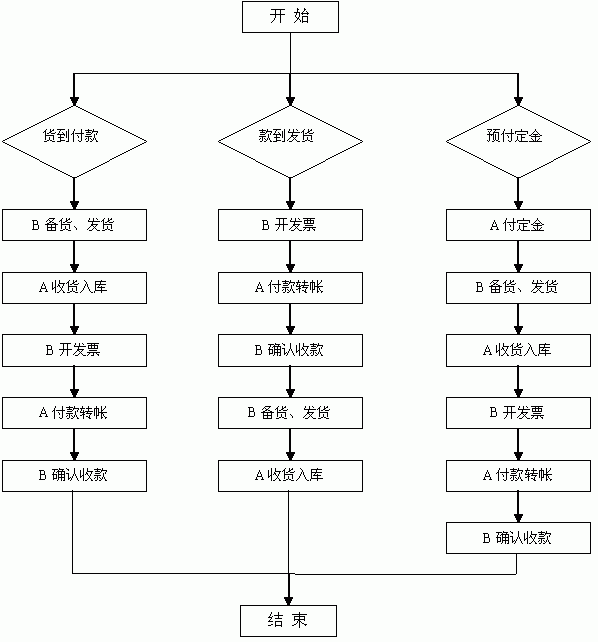 开 始
货到付款
款到发货
预付定金
B 备货、发货
B 开发票
A 付定金
A 收货入库
A 付款转帐
B 备货、发货
B 开发票
B 确认收款
A 收货入库
A 付款转帐
B 备货、发货
B 开发票
B 确认收款
A 收货入库
A 付款转帐
B 确认收款
结 束